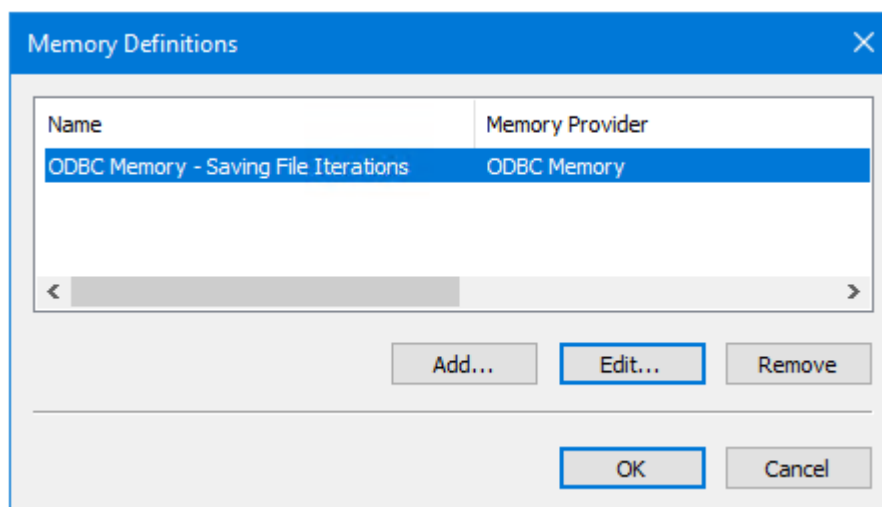 Memory Definitions
Name Memory Provider
ODBC Memory - Saving File Iterations ODBC Memory
Add... Edit... Remove
OK Cancel